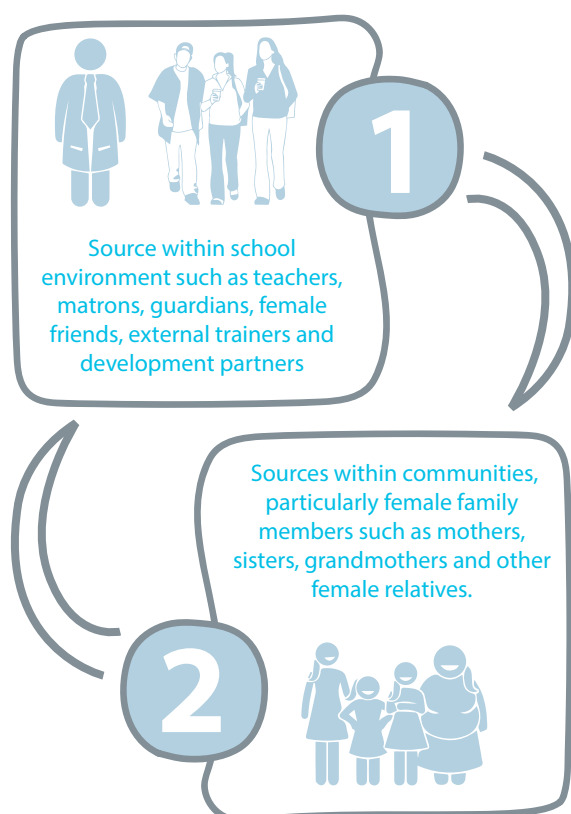 1
Source within school
environment such as teachers,
matrons, guardians, female
friends, external trainers and
development partners
Sources within communities,
particularly female family
members such as mothers,
sisters, grandmothers and other
female relatives.
2